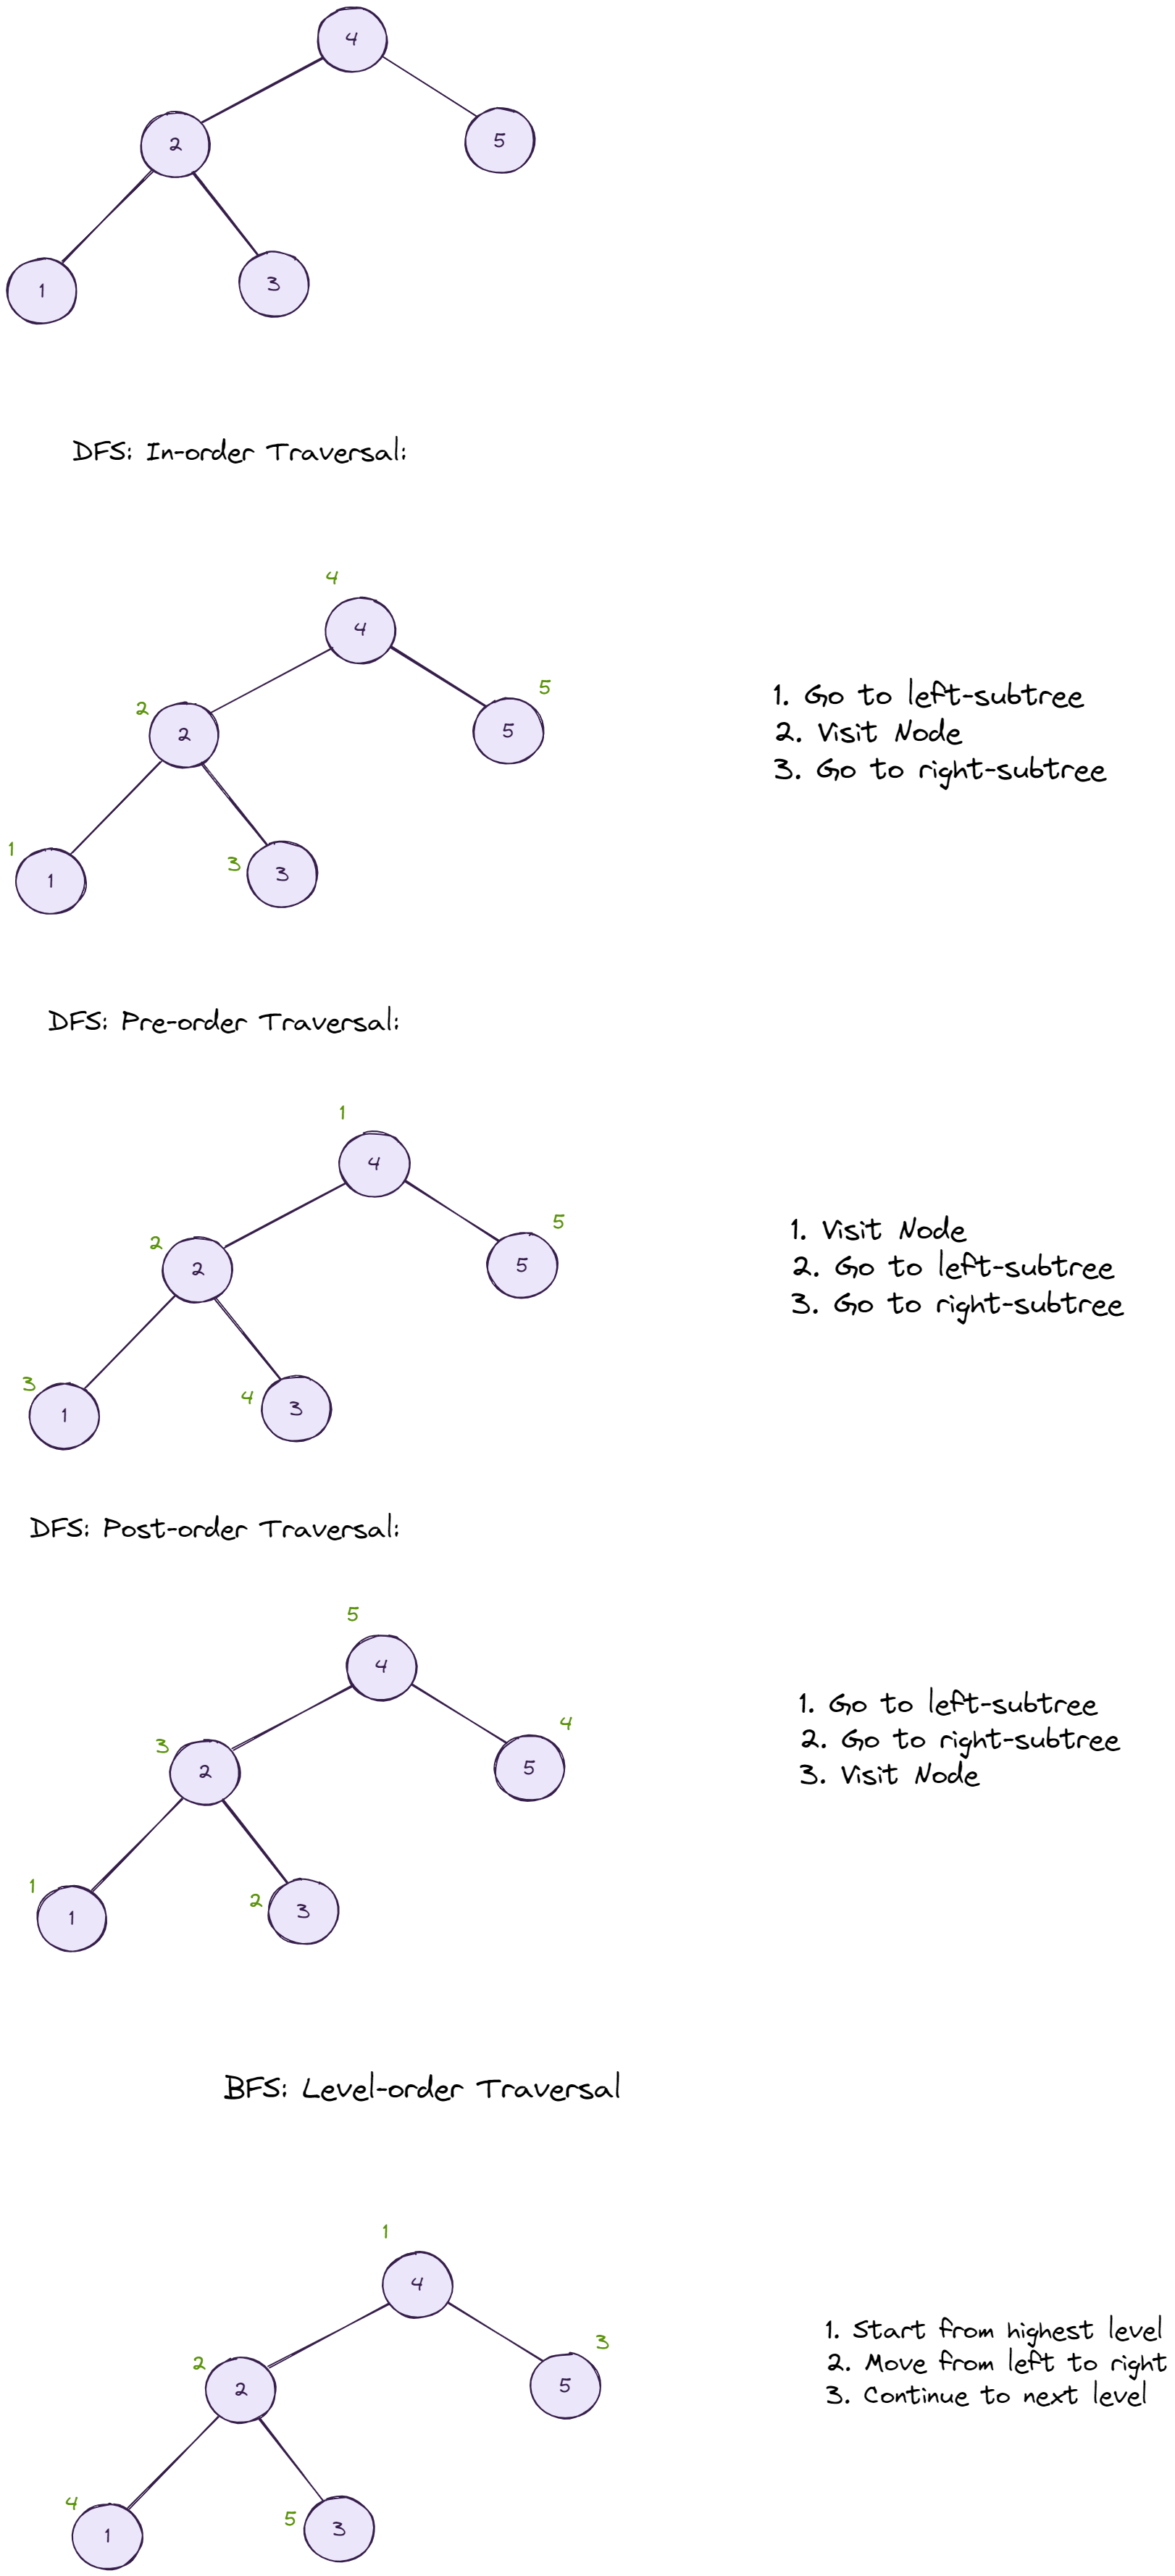 4
2
5
1
3
DFS: In-order Traversal:
4
4
5
2
2
5
1
1
3
3
1. Go to left-subtree
2. Visit Node
3. Go to right-subtree
DFS: Pre-order Traversal:
1
4
5
2
2
5
3
1
4
3
1. Visit Node
2. Go to left-subtree
3. Go to right-subtree
DFS: Post-order Traversal:
5
4
4
3
2
5
1
1
2
3
1. Go to left-subtree
2. Go to right-subtree
3. Visit Node
BFS: Level-order Traversal
1
4
3
2
2
5
4
1
5
3
1. Start from highest level
2. Move from left to right
3. Continue to next level